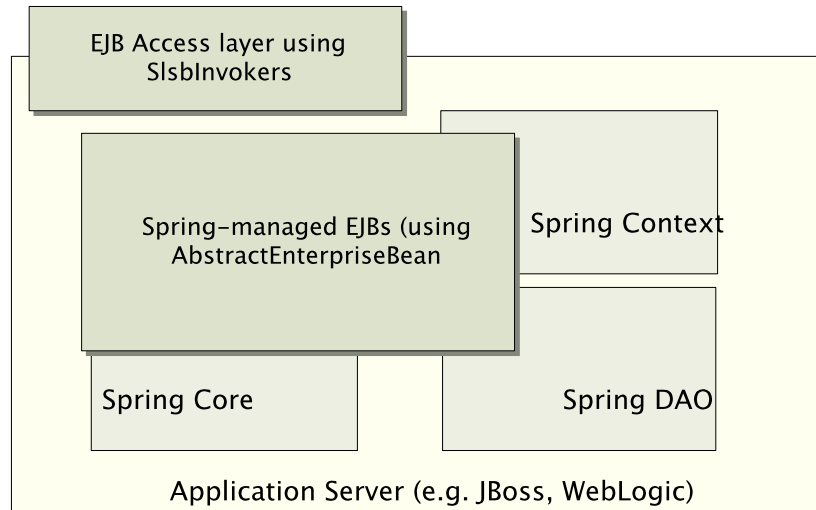 EJB Access layer using
SlsbInvokers
Spring-managed EJBs (using
AbstractEnterpriseBean
Spring Context
Spring Core
Spring DAO
Application Server (e.g. JBoss, WebLogic)